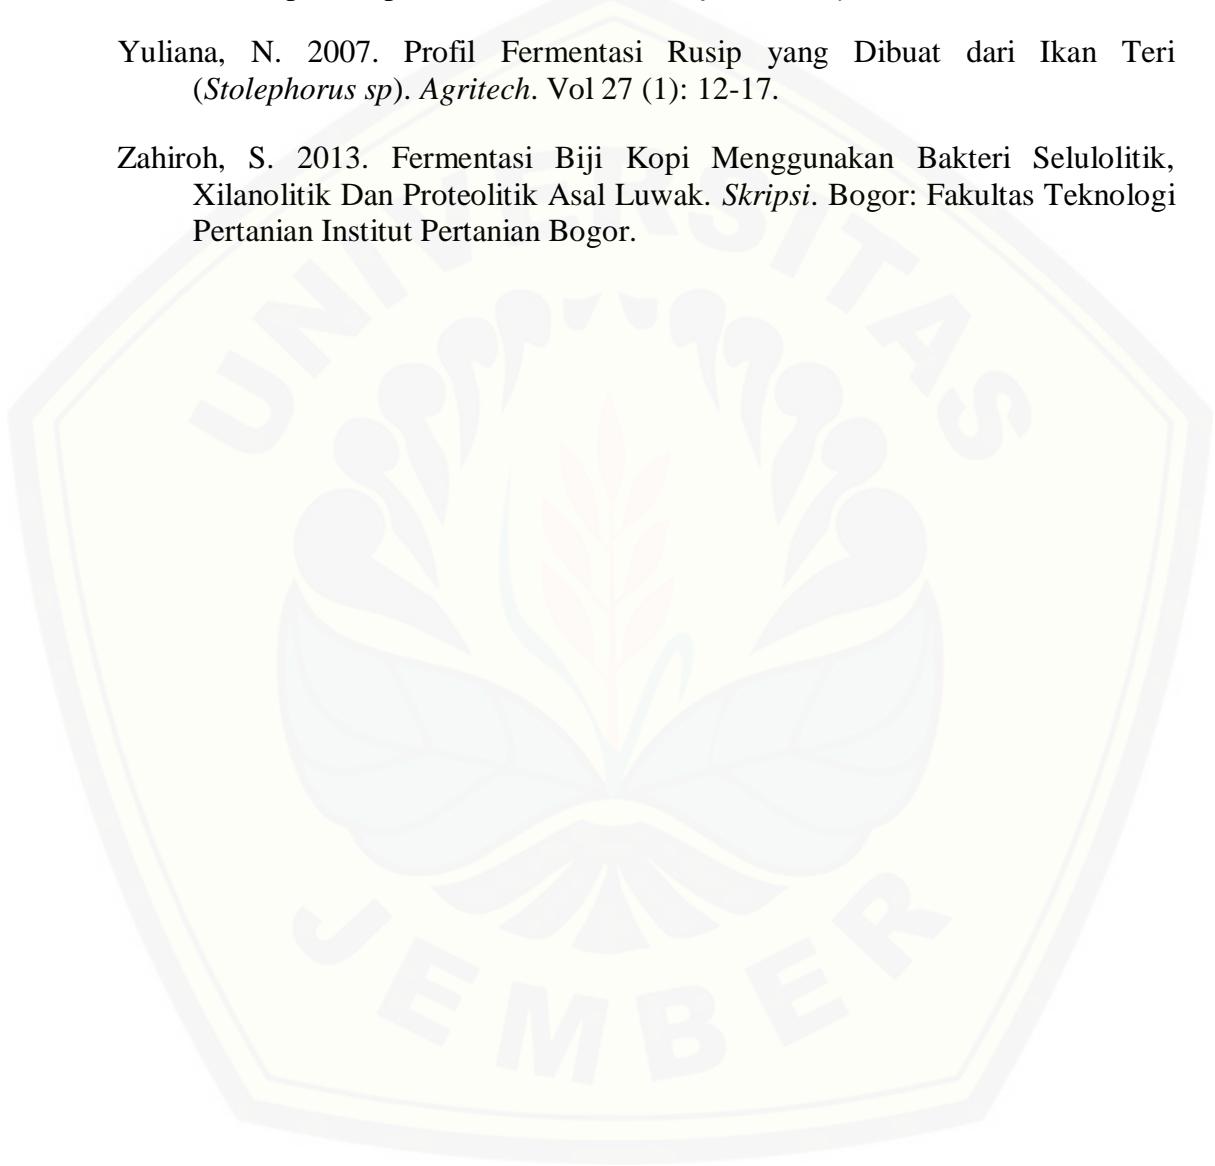 Yuliana, N. 2007. Profil Fermentasi Rusip yang Dibuat dari Ikan Teri
(Stolephorus sp). Agritech. Vol 27 (1): 12-17.
Zahiroh, S. 2013. Fermentasi Biji Kopi Menggunakan Bakteri Selulolitik,
Xilanolitik Dan Proteolitik Asal Luwak. Skripsi. Bogor: Fakultas Teknologi
Pertanian Institut Pertanian Bogor.
UNIVERSITAS
JEMBER